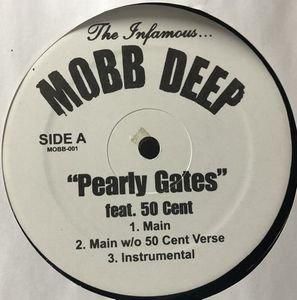 The Infamous...
MOBB DEEP
SIDE A
MOBB-001
"Pearly Gates"
feat. 50 Cent
1. Main
2. Main w/o 50 Cent Verse
3. Instrumental